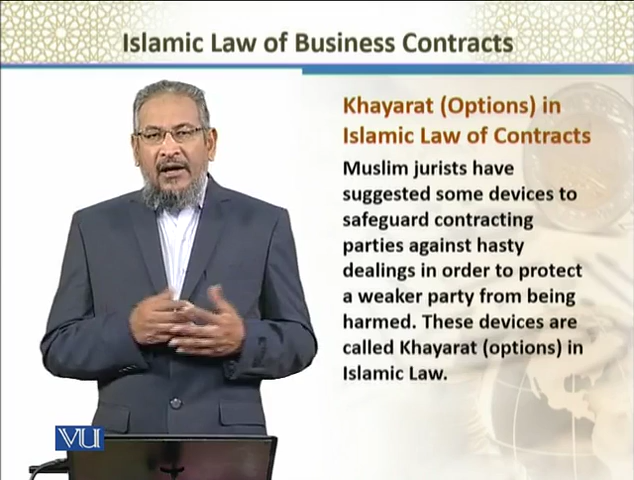 Islamic Law of Business Contracts
Khayarat (Options) in
Islamic Law of Contracts
Muslim jurists have
suggested some devices to
safeguard contracting
parties against hasty
dealings in order to protect
a weaker party from being
harmed. These devices are
called Khayarat (options) in
Islamic Law.
VU